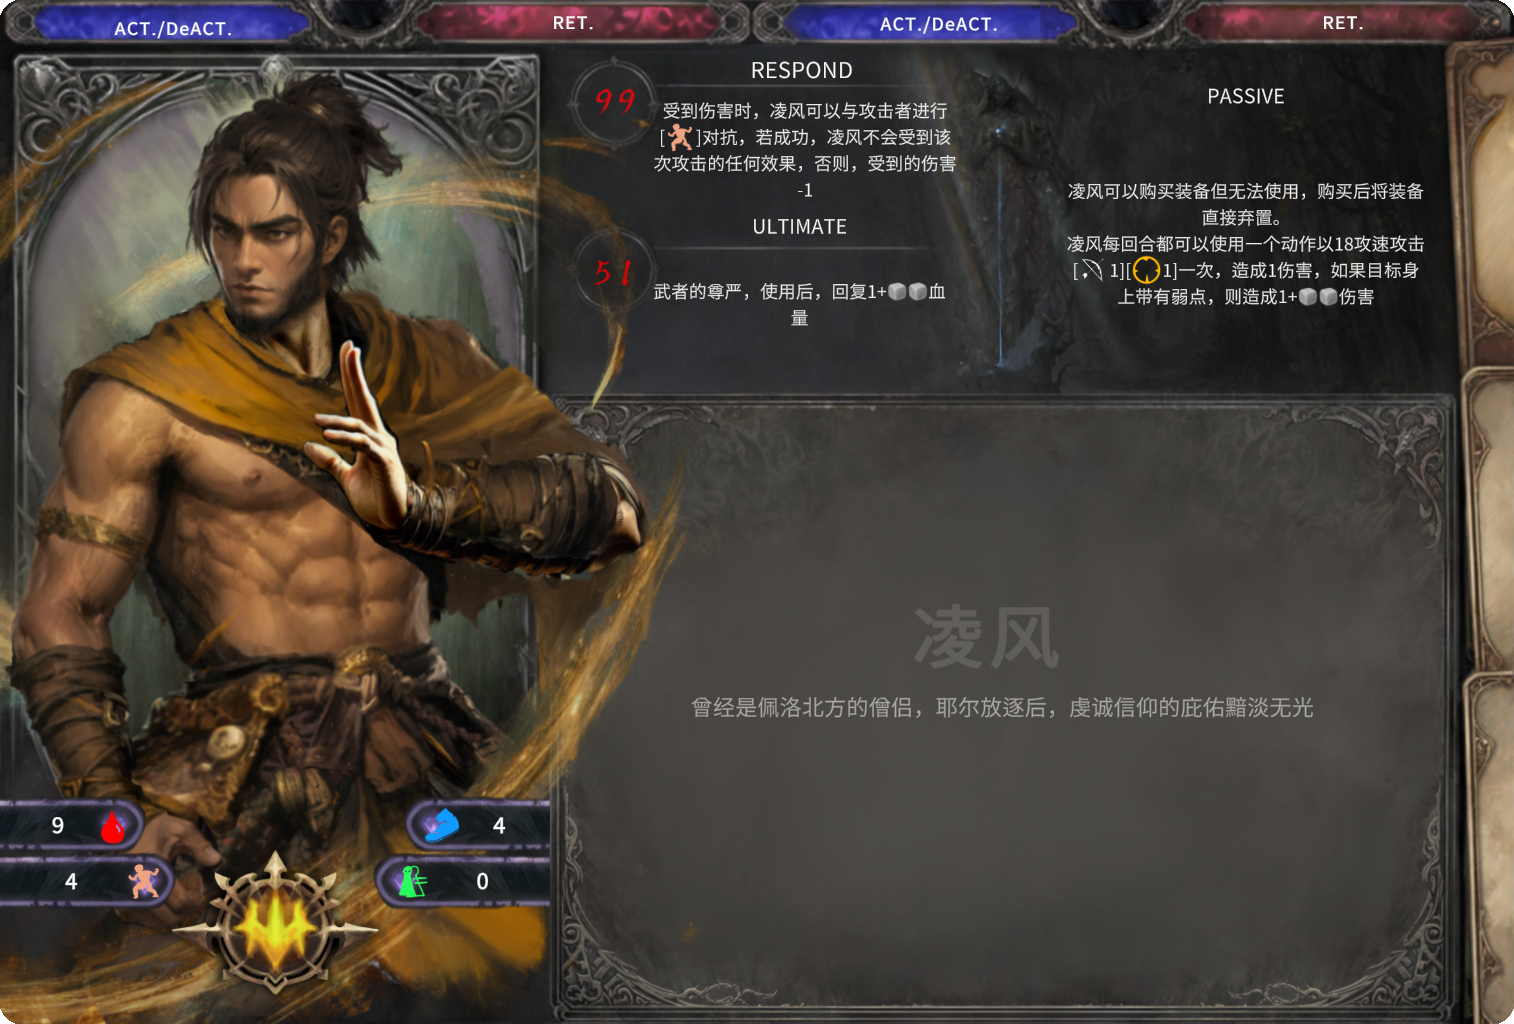 ACT./DeACT.
RET.
ACT./DeACT.
RET.
RESPOND
99
受到伤害时，凌风可以与攻击者进行
[]对抗，若成功，凌风不会受到该
次攻击的任何效果，否则，受到的伤害
-1
ULTIMATE
51
武者的尊严，使用后，回复1+血
量
PASSIVE
凌风可以购买装备但无法使用，购买后将装备
直接弃置。
凌风每回合都可以使用一个动作以18攻速攻击
[ 1][1]一次，造成1伤害，如果目标身
上带有弱点，则造成1+伤害
凌风
曾经是佩洛北方的僧侣，耶尔放逐后，虔诚信仰的庇佑黯淡无光
9
4
4
0